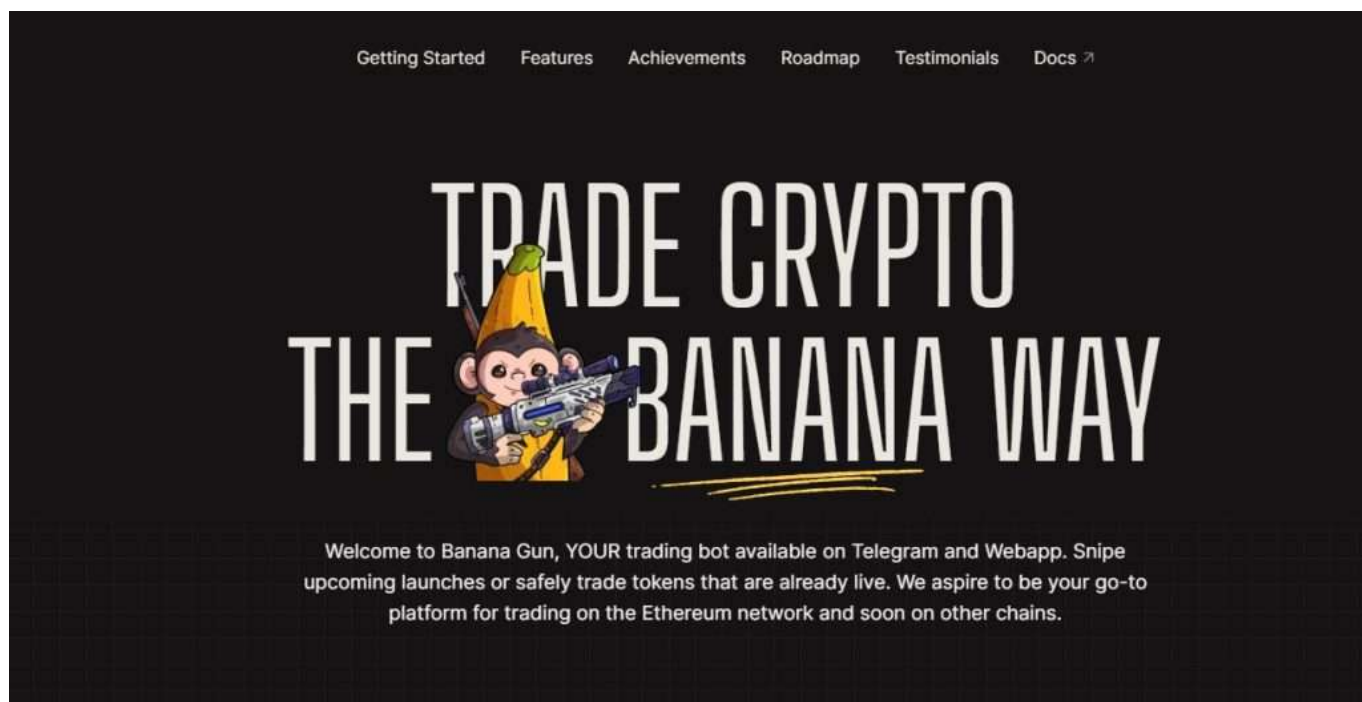 Getting Started Features Achievements Roadmap Testimonials Docs ↗
TRADE CRYPTO
THE BANANA WAY
Welcome to Banana Gun, YOUR trading bot available on Telegram and Webapp. Snipe
upcoming launches or safely trade tokens that are already live. We aspire to be your go-to
platform for trading on the Ethereum network and soon on other chains.